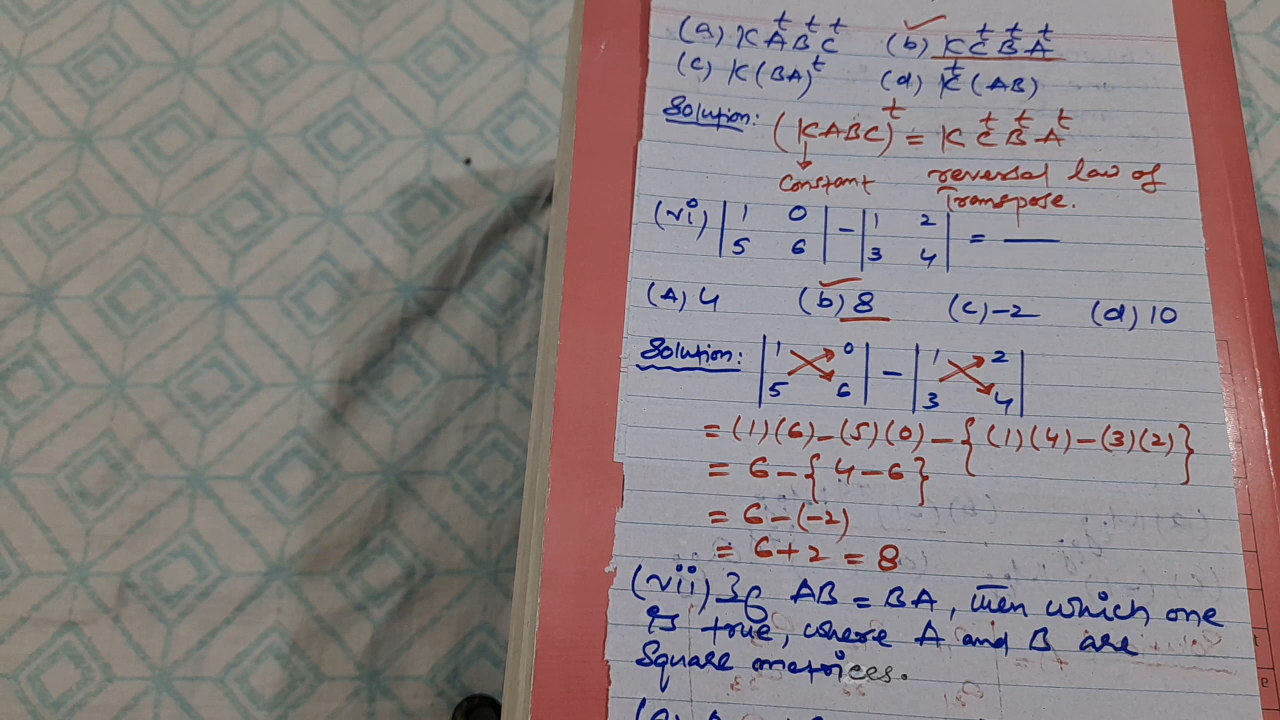 (a) KAᵗBᵗCᵗ (b) KCᵗBᵗAᵗ
(c) K(BA)ᵗ (d) Kᵗ(AB)
Solution: (KABC)ᵗ = KCᵗBᵗAᵗ
Constant reversal law of
Transpose.
(vi) |1 0| - |1 2| = ___
|5 6| |3 4|
(A) 4 (b) 8 (c) -2 (d) 10
Solution: |1 0| - |1 2|
|5 6| |3 4|
= (1)(6) - (5)(0) - {(1)(4) - (3)(2)}
= 6 - {4 - 6}
= 6 - (-2)
= 6 + 2 = 8
(vii) If AB = BA, then which one
is true, where A and B are
Square matrices.